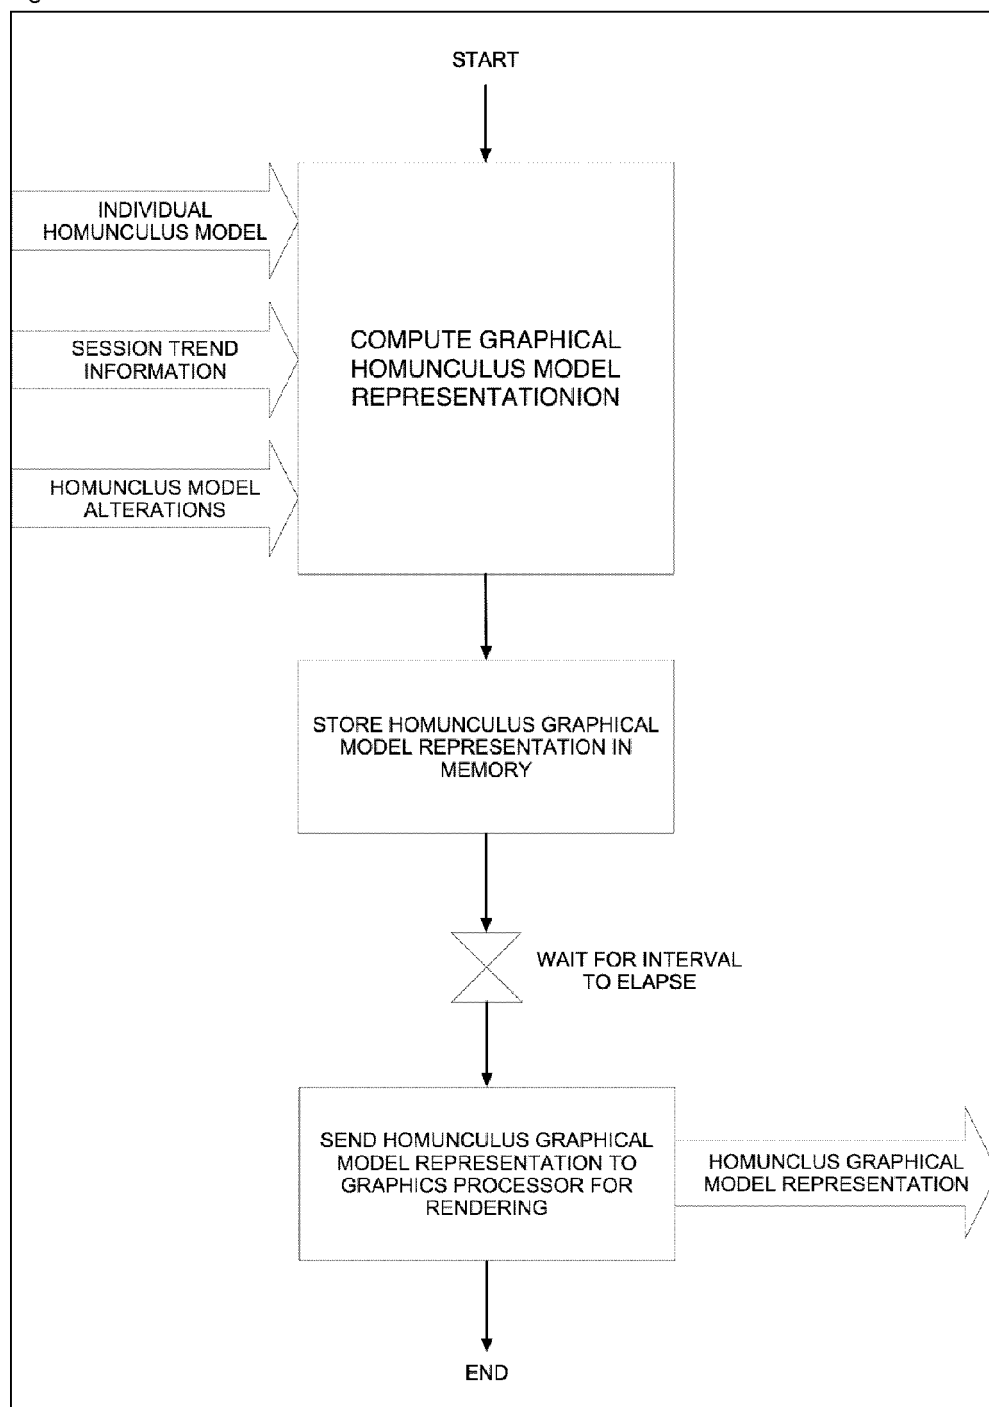 START
INDIVIDUAL
HOMUNCULUS MODEL
SESSION TREND
INFORMATION
HOMUNCLUS MODEL
ALTERATIONS
COMPUTE GRAPHICAL
HOMUNCULUS MODEL
REPRESENTATIONION
STORE HOMUNCULUS GRAPHICAL
MODEL REPRESENTATION IN
MEMORY
WAIT FOR INTERVAL
TO ELAPSE
SEND HOMUNCULUS GRAPHICAL
MODEL REPRESENTATION TO
GRAPHICS PROCESSOR FOR
RENDERING
HOMUNCLUS GRAPHICAL
MODEL REPRESENTATION
END